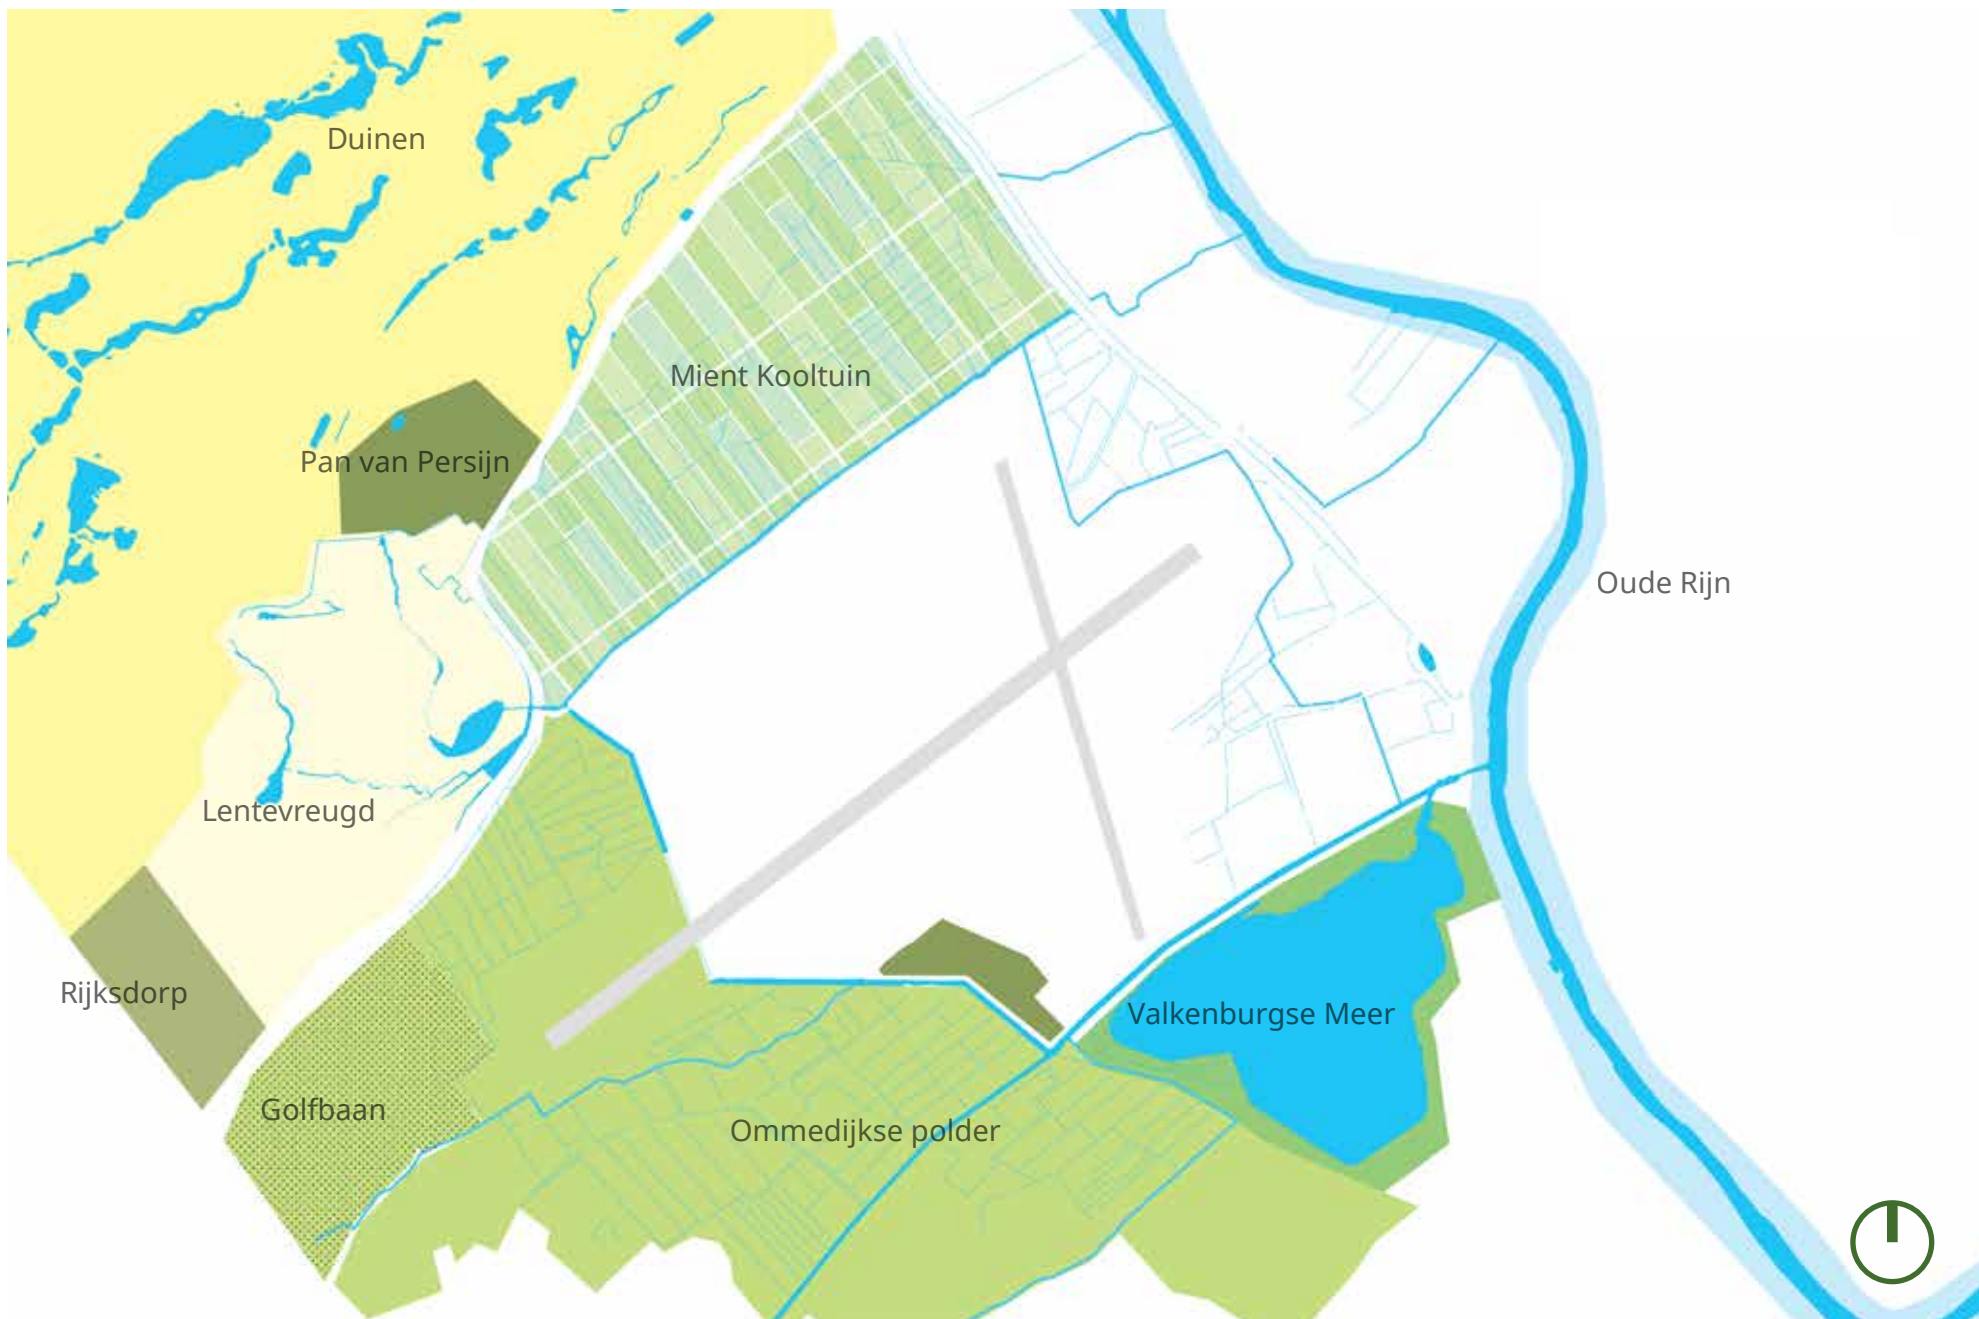 Duinen
Mient Kooltuin
Pan van Persijn
Oude Rijn
Lentevreugd
Rijksdorp
Valkenburgse Meer
Golfbaan
Ommedijkse polder